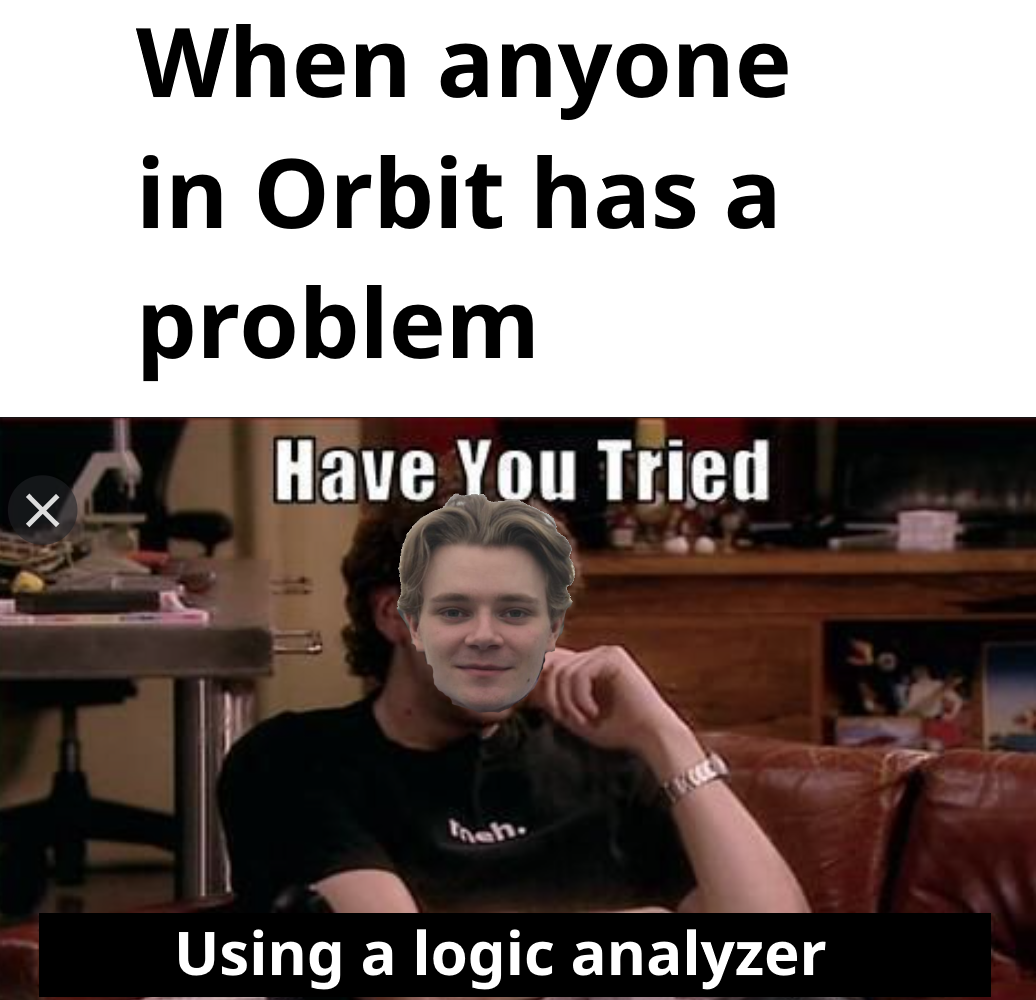 When anyone
in Orbit has a
problem
Have You Tried
meh.
Using a logic analyzer